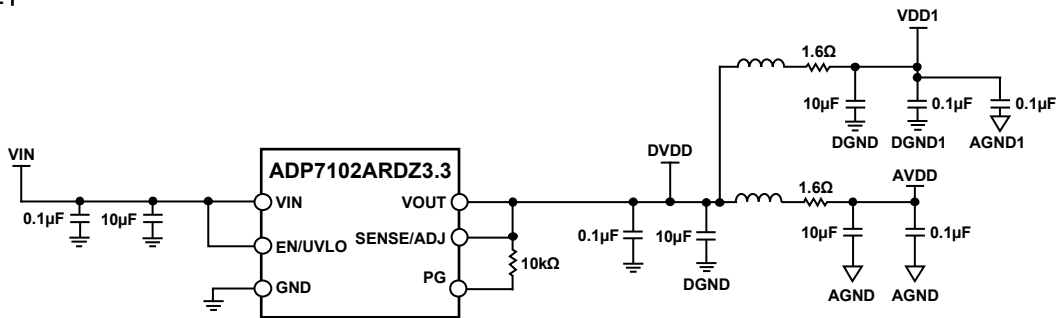 VDD1
1.6Ω
10µF
0.1µF
0.1µF
DGND
DGND1
AGND1
VIN
ADP7102ARDZ3.3
DVDD
1.6Ω
AVDD
VIN
VOUT
0.1µF
10µF
EN/UVLO
SENSE/ADJ
0.1µF
10µF
10µF
0.1µF
10kΩ
GND
PG
DGND
AGND
AGND